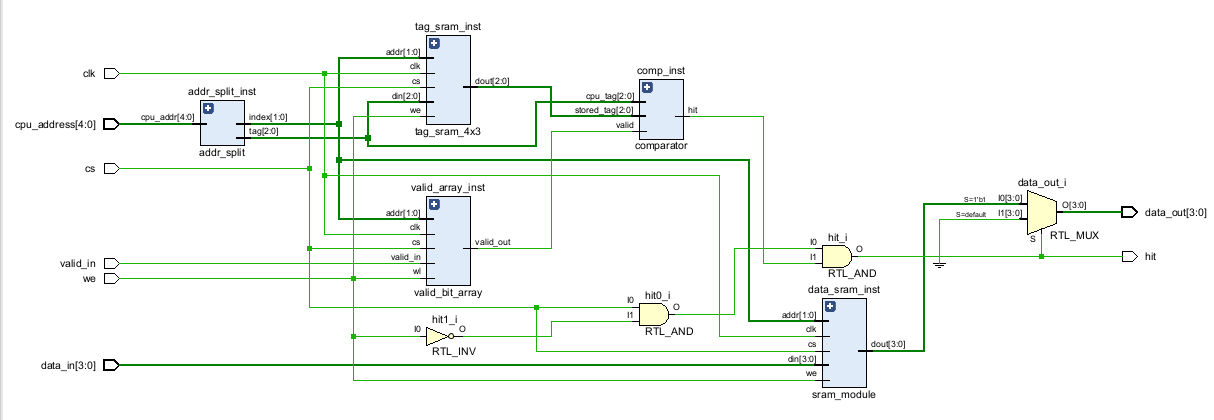 tag_sram_inst
addr[1:0]
clk
cs
din[2:0]
we
dout[2:0]
tag_sram_4x3
clk
addr_split_inst
cpu_address[4:0]
cpu_addr[4:0]
index[1:0]
tag[2:0]
addr_split
cs
comp_inst
cpu_tag[2:0]
stored_tag[2:0]
valid
hit
comparator
valid_array_inst
addr[1:0]
clk
cs
valid_in
wl
valid_out
valid_bit_array
valid_in
we
data_out_i
S=1'b1
I0[3:0]
S=default
I1[3:0]
O[3:0]
S
RTL_MUX
data_out[3:0]
hit
hit_i
I0
I1
O
RTL_AND
hit0_i
I0
I1
O
RTL_AND
hit1_i
I0
O
RTL_INV
data_sram_inst
addr[1:0]
clk
cs
din[3:0]
we
dout[3:0]
sram_module
data_in[3:0]